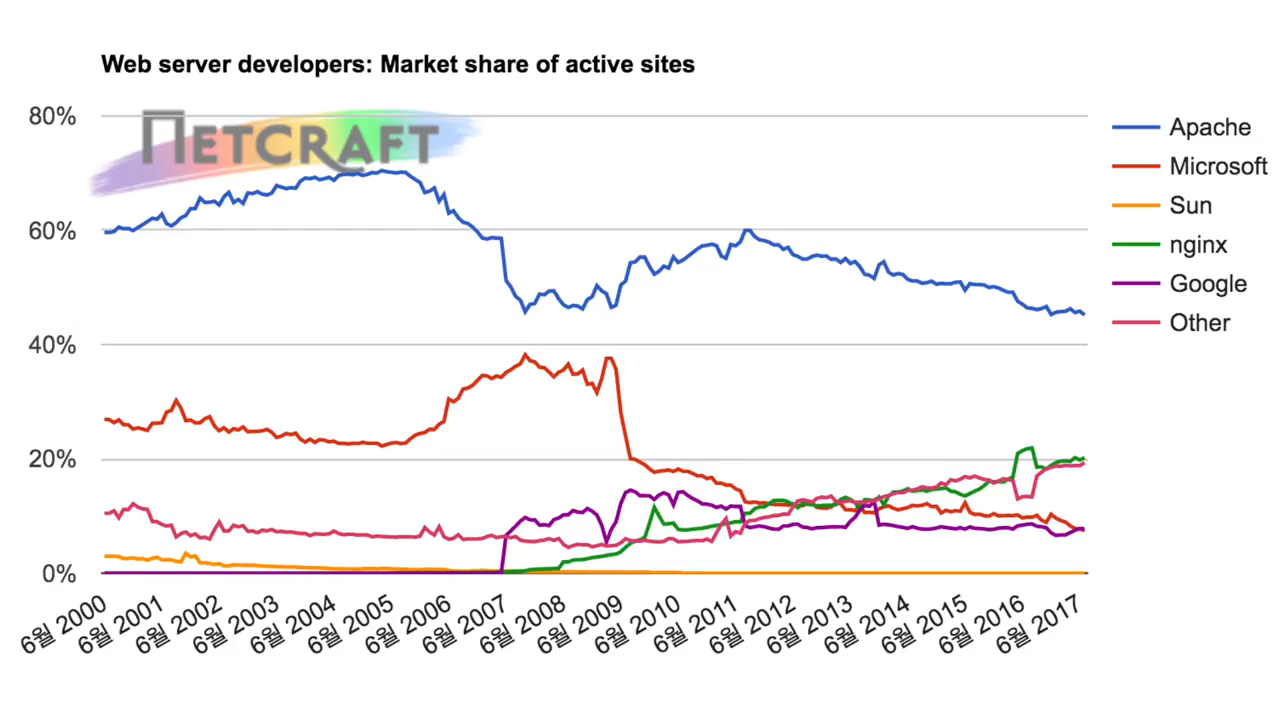 Web server developers: Market share of active sites
NETCRAFT
80%
60%
40%
20%
0%
Apache
Microsoft
Sun
nginx
Google
Other
6월 2000
6월 2001
6월 2002
6월 2003
6월 2004
6월 2005
6월 2006
6월 2007
6월 2008
6월 2009
6월 2010
6월 2011
6월 2012
6월 2013
6월 2014
6월 2015
6월 2016
6월 2017